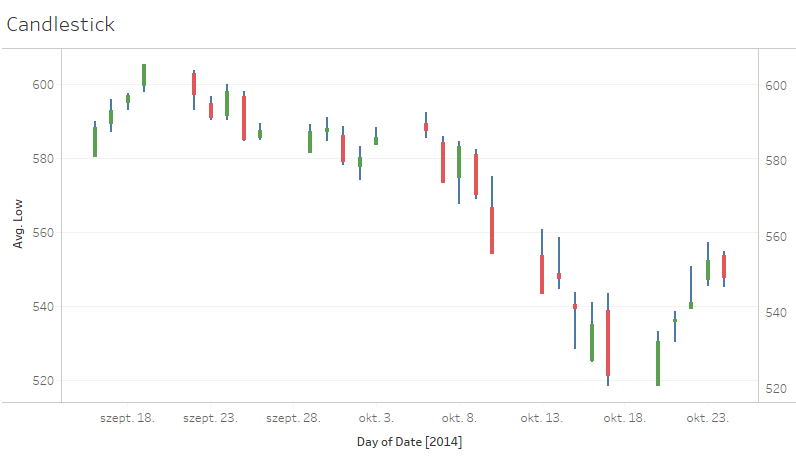 Candlestick
600
580
560
540
520
Avg. Low
600
580
560
540
520
szept. 18.
szept. 23.
szept. 28.
okt. 3.
okt. 8.
okt. 13.
okt. 18.
okt. 23.
Day of Date [2014]